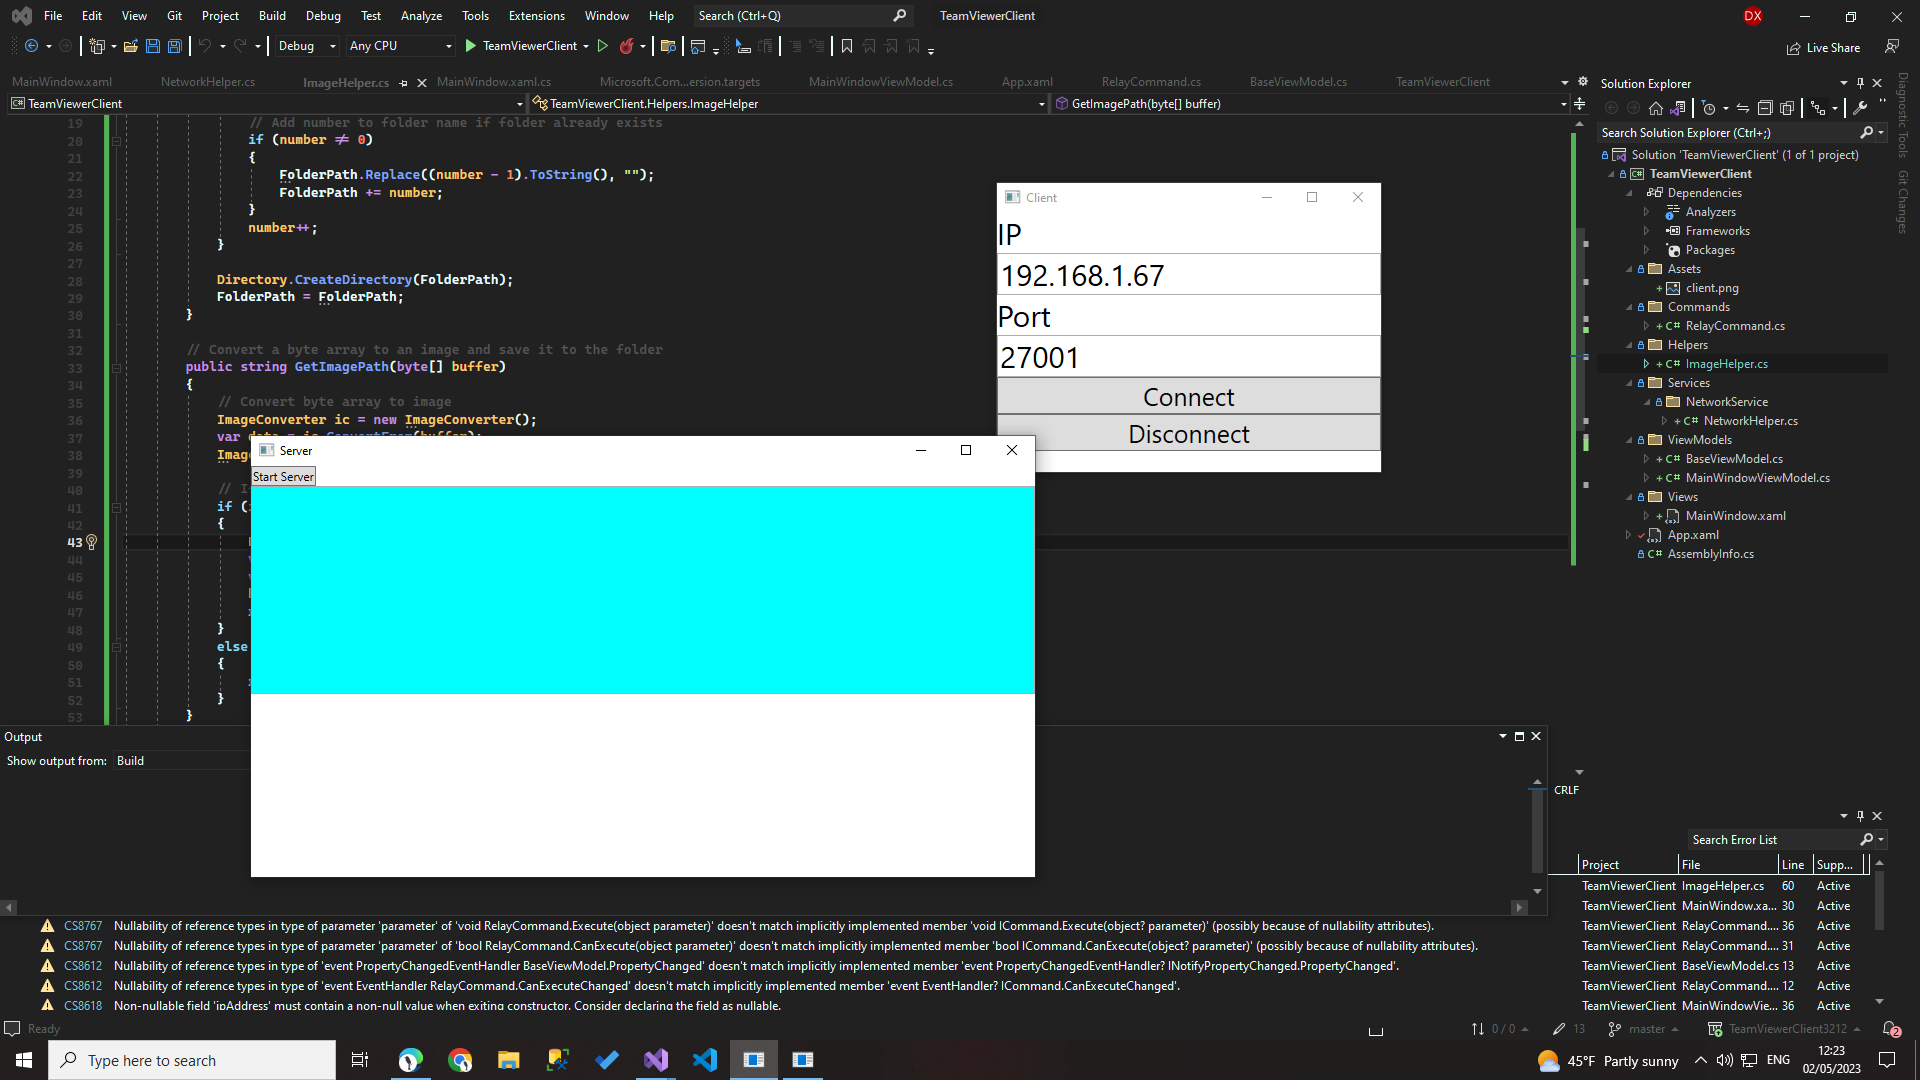 File Edit View Git Project Build Debug Test Analyze Tools Extensions Window Help Search (Ctrl+Q) TeamViewerClient DX
Debug Any CPU TeamViewerClient Live Share
MainWindow.xaml NetworkHelper.cs ImageHelper.cs MainWindow.xaml.cs Microsoft.Com...ersion.targets MainWindowViewModel.cs App.xaml RelayCommand.cs BaseViewModel.cs TeamViewerClient
TeamViewerClient TeamViewerClient.Helpers.ImageHelper GetImagePath(byte[] buffer)
19 // Add number to folder name if folder already exists
20 if (number ≠ 0)
21 {
22 FolderPath.Replace((number - 1).ToString(), "");
23 FolderPath += number;
24 }
25 number++;
26 }
27
28 Directory.CreateDirectory(FolderPath);
29 FolderPath = FolderPath;
30 }
31
32 // Convert a byte array to an image and save it to the folder
33 public string GetImagePath(byte[] buffer)
34 {
35 // Convert byte array to image
36 ImageConverter ic = new ImageConverter();
37 var data = ic.ConvertFrom(buffer);
38 Imag
39
40 // I
41 if (
42 {
43
44
45
46
47
48 }
49 else
50 {
51
52 }
53 }
Client
IP
192.168.1.67
Port
27001
Connect
Disconnect
Server
Start Server
Solution Explorer
Search Solution Explorer (Ctrl+;)
Solution 'TeamViewerClient' (1 of 1 project)
TeamViewerClient
Dependencies
Analyzers
Frameworks
Packages
Assets
client.png
Commands
RelayCommand.cs
Helpers
ImageHelper.cs
Services
NetworkService
NetworkHelper.cs
ViewModels
BaseViewModel.cs
MainWindowViewModel.cs
Views
MainWindow.xaml
App.xaml
AssemblyInfo.cs
Diagnostic Tools
Git Changes
Output
Show output from: Build
CRLF
Search Error List
Project File Line Supp...
TeamViewerClient ImageHelper.cs 60 Active
TeamViewerClient MainWindow.xa... 30 Active
CS8767 Nullability of reference types in type of parameter 'parameter' of 'void RelayCommand.Execute(object parameter)' doesn't match implicitly implemented member 'void ICommand.Execute(object? parameter)' (possibly because of nullability attributes). TeamViewerClient RelayCommand.... 36 Active
CS8767 Nullability of reference types in type of parameter 'parameter' of 'bool RelayCommand.CanExecute(object parameter)' doesn't match implicitly implemented member 'bool ICommand.CanExecute(object? parameter)' (possibly because of nullability attributes). TeamViewerClient RelayCommand.... 31 Active
CS8612 Nullability of reference types in type of 'event PropertyChangedEventHandler BaseViewModel.PropertyChanged' doesn't match implicitly implemented member 'event PropertyChangedEventHandler? INotifyPropertyChanged.PropertyChanged'. TeamViewerClient BaseViewModel.cs 13 Active
CS8612 Nullability of reference types in type of 'event EventHandler RelayCommand.CanExecuteChanged' doesn't match implicitly implemented member 'event EventHandler? ICommand.CanExecuteChanged'. TeamViewerClient RelayCommand.... 12 Active
CS8618 Non-nullable field 'ipAddress' must contain a non-null value when exiting constructor. Consider declaring the field as nullable. TeamViewerClient MainWindowVie... 36 Active
Ready 0 / 0 13 master TeamViewerClient3212 2
Type here to search 45°F Partly sunny ENG 12:23
02/05/2023